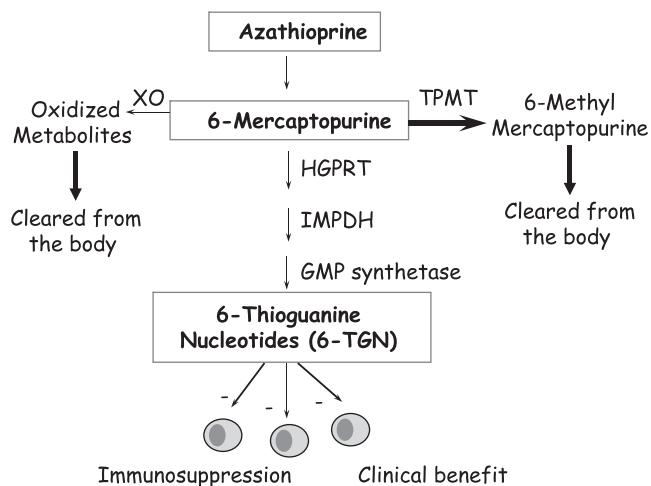 Azathioprine
XO
TPMT
Oxidized
Metabolites
6-Mercaptopurine
6-Methyl
Mercaptopurine
HGPRT
Cleared from
the body
IMPDH
Cleared from
the body
GMP synthetase
6-Thioguanine
Nucleotides (6-TGN)
- - -
Immunosuppression Clinical benefit